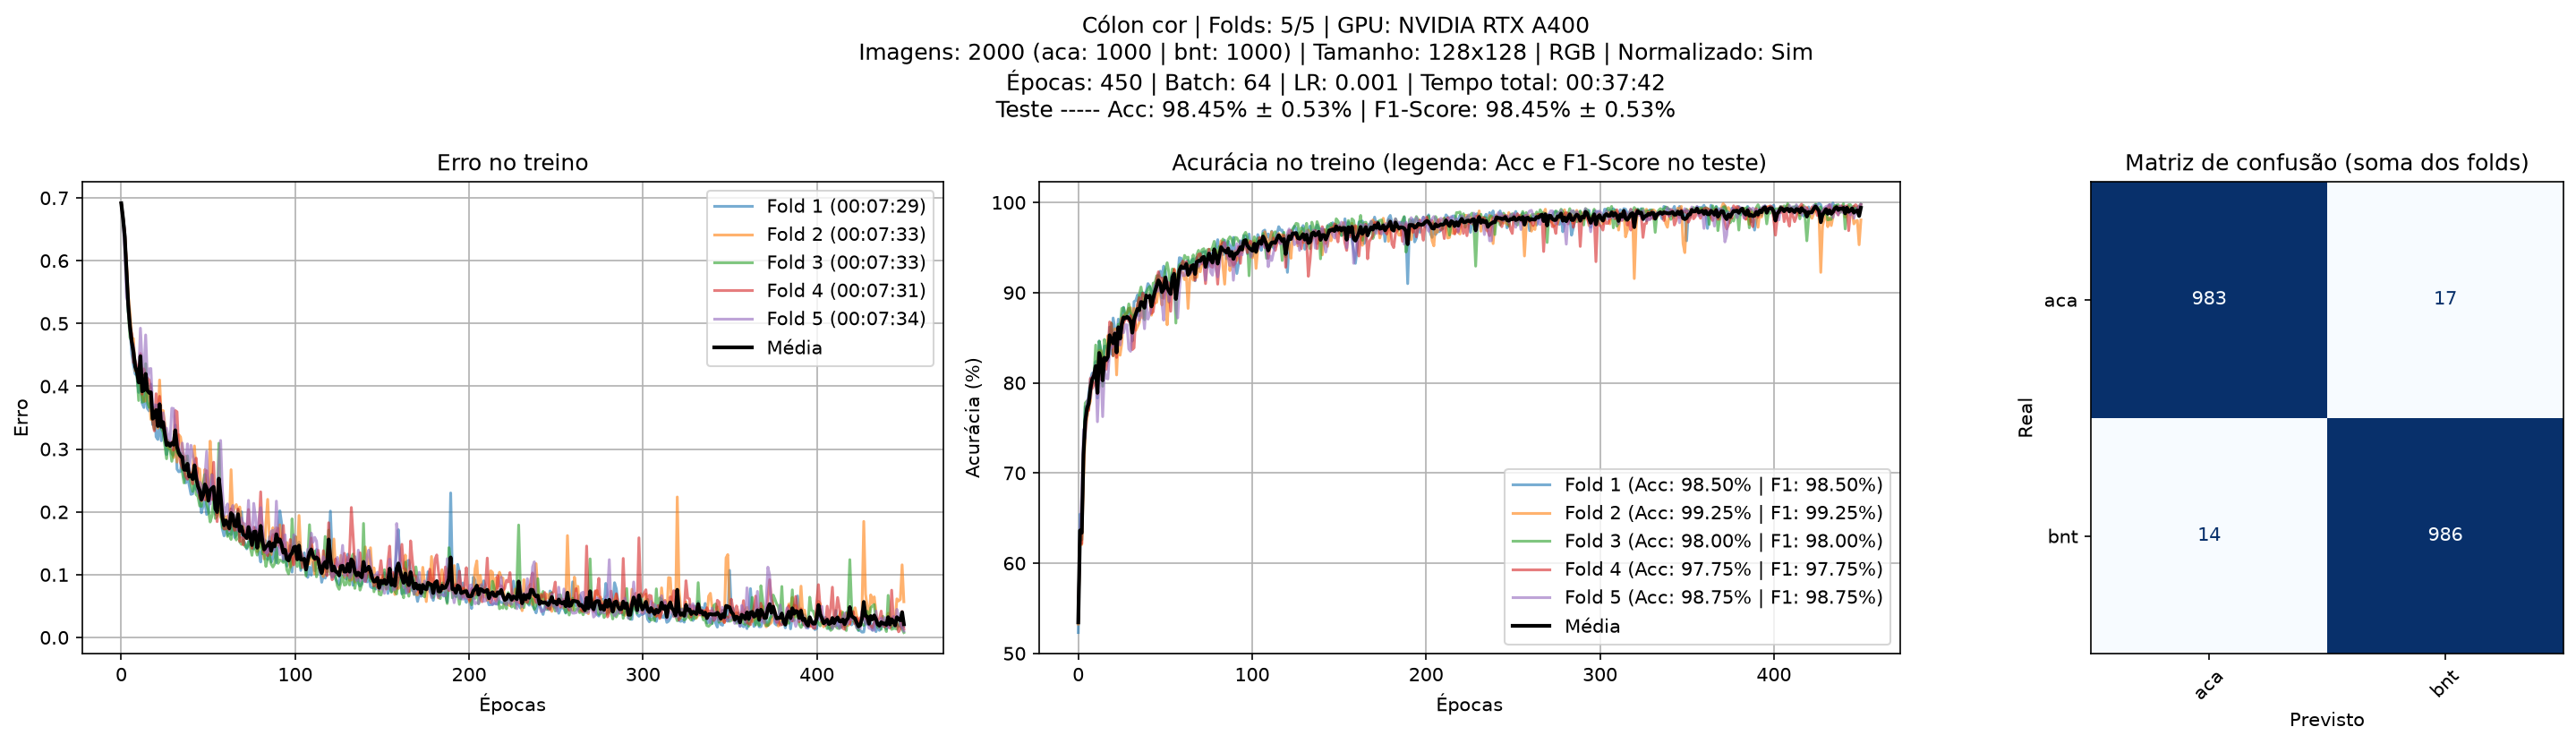 Cólon cor | Folds: 5/5 | GPU: NVIDIA RTX A400
Imagens: 2000 (aca: 1000 | bnt: 1000) | Tamanho: 128x128 | RGB | Normalizado: Sim
Épocas: 450 | Batch: 64 | LR: 0.001 | Tempo total: 00:37:42
Teste ----- Acc: 98.45% ± 0.53% | F1-Score: 98.45% ± 0.53%
Erro no treino
0.7
0.6
0.5
0.4
0.3
0.2
0.1
0.0
Erro
0 100 200 300 400
Épocas
Fold 1 (00:07:29)
Fold 2 (00:07:33)
Fold 3 (00:07:33)
Fold 4 (00:07:31)
Fold 5 (00:07:34)
Média
Acurácia no treino (legenda: Acc e F1-Score no teste)
100
90
80
70
60
50
Acurácia (%)
0 100 200 300 400
Épocas
Fold 1 (Acc: 98.50% | F1: 98.50%)
Fold 2 (Acc: 99.25% | F1: 99.25%)
Fold 3 (Acc: 98.00% | F1: 98.00%)
Fold 4 (Acc: 97.75% | F1: 97.75%)
Fold 5 (Acc: 98.75% | F1: 98.75%)
Média
Matriz de confusão (soma dos folds)
Real
aca 983 17
bnt 14 986
aca bnt
Previsto